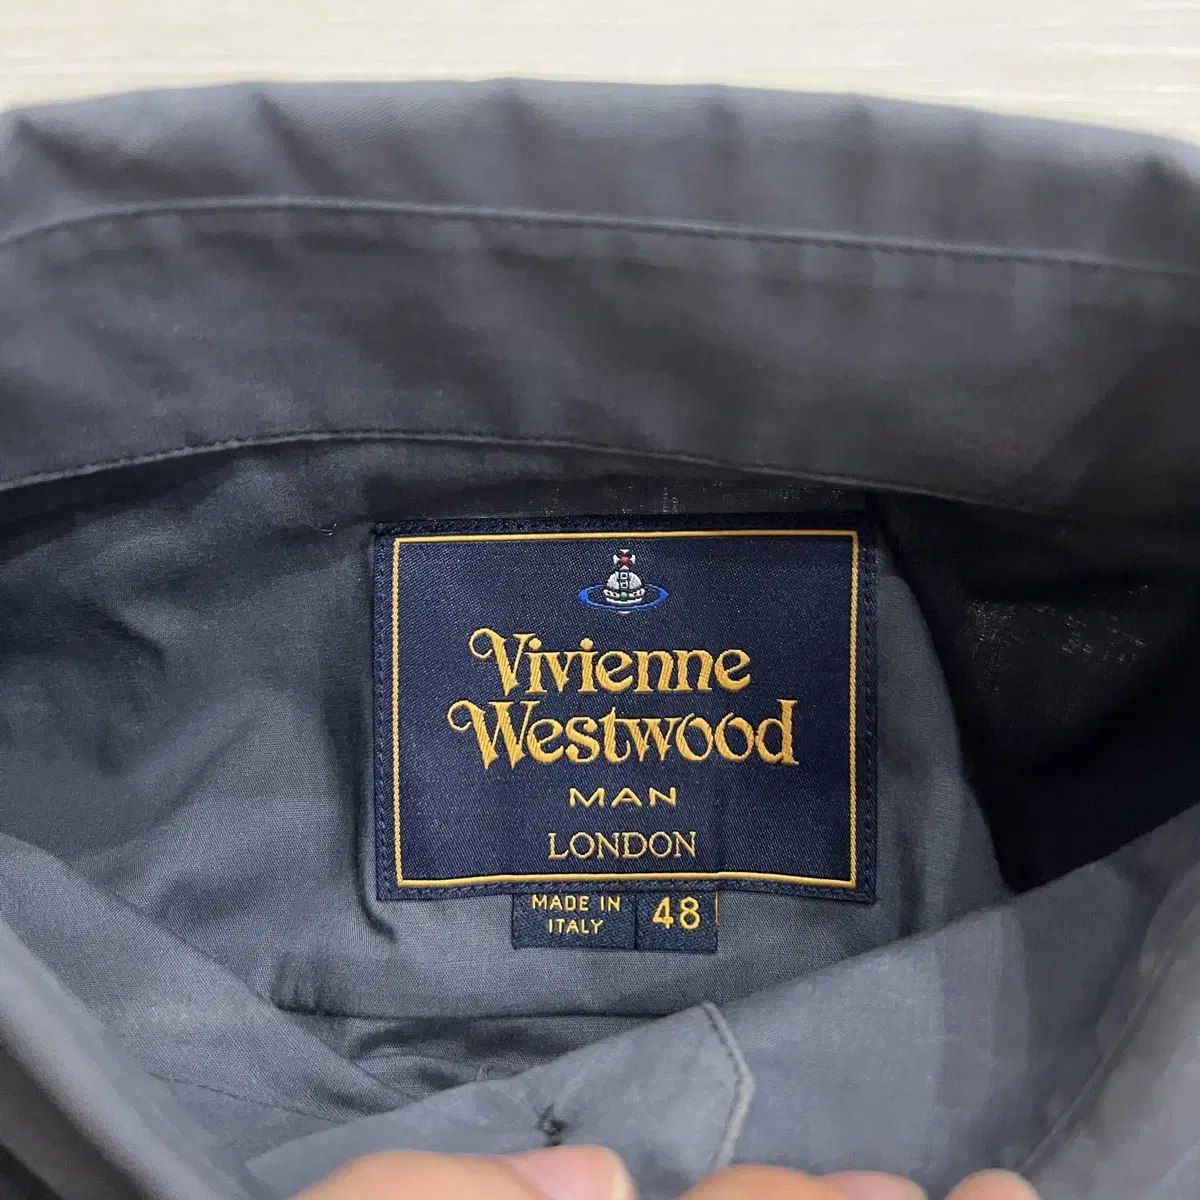 Vivienne
Westwood
MAN
LONDON
MADE IN
ITALY
48